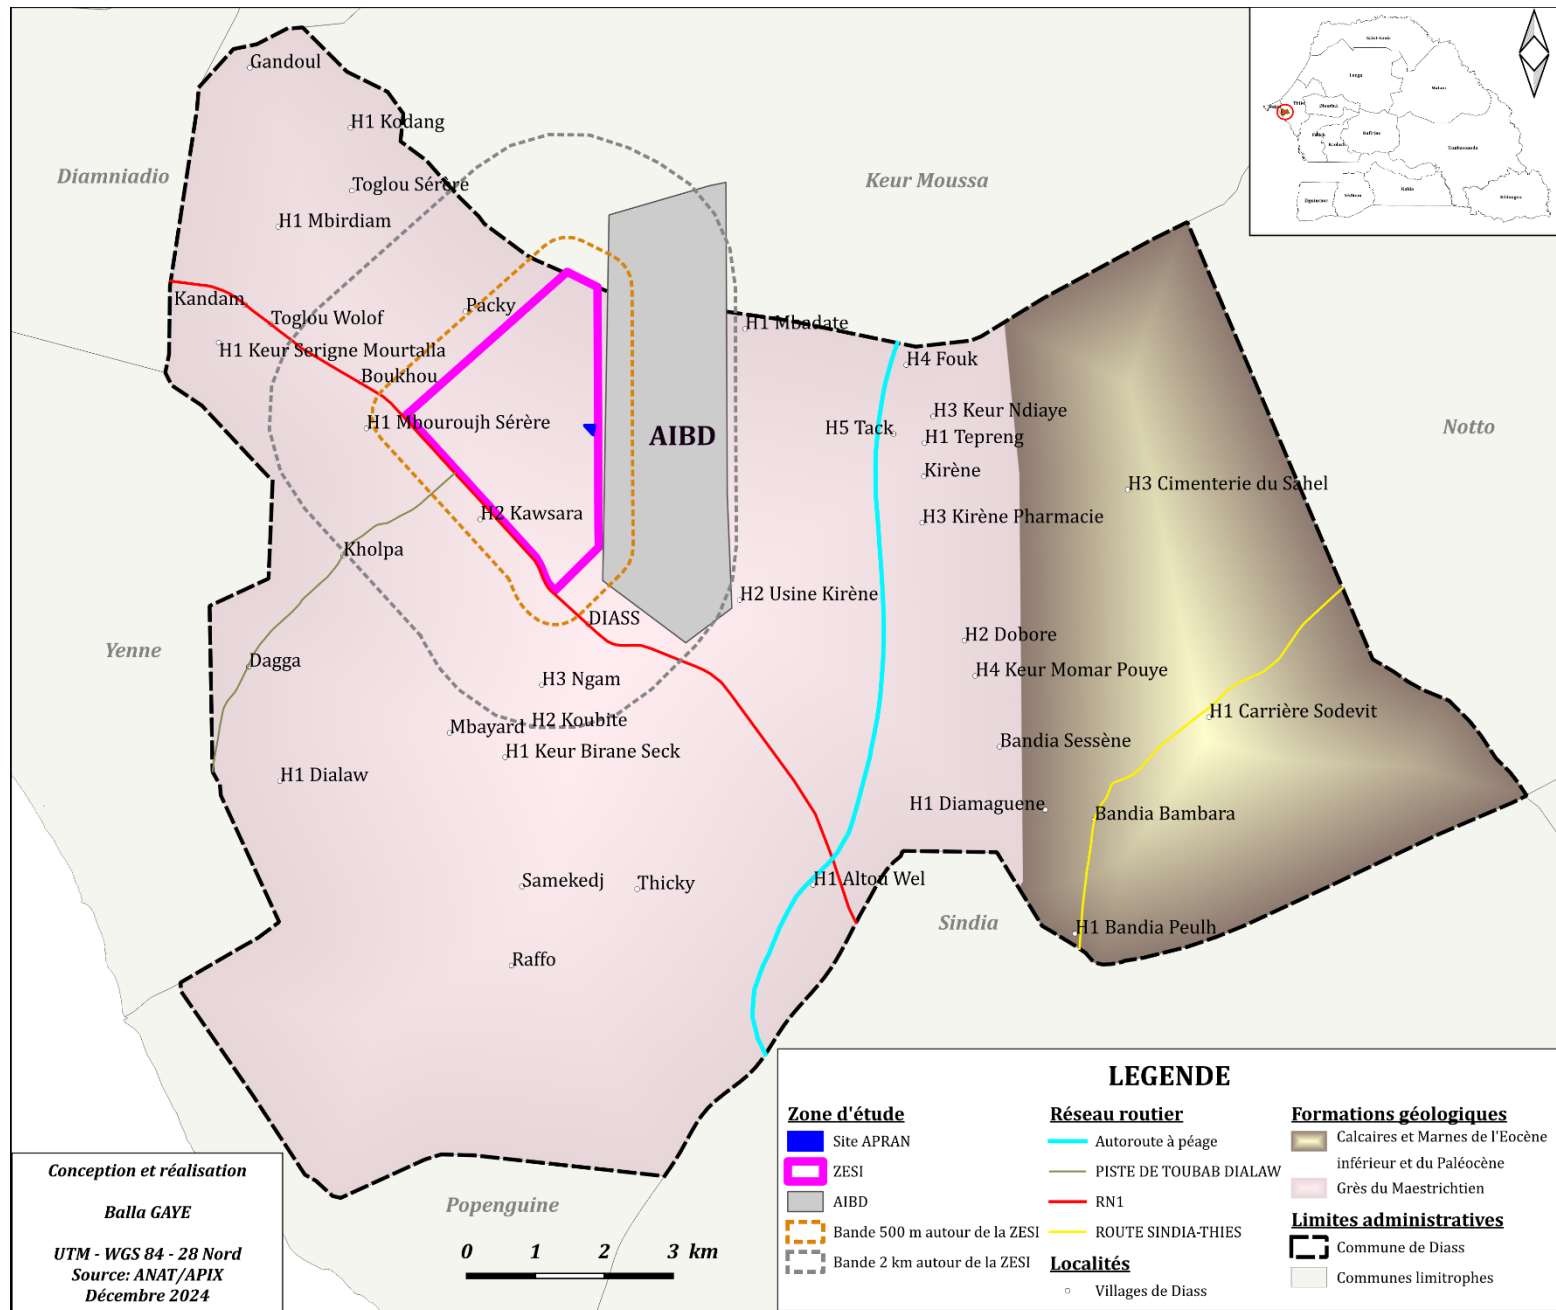 Gandoul
H1 Kodang
Diamniadio
Toglou Sérère
Keur Moussa
H1 Mbirdiam
Kandam
Packy
Toglou Wolof
H1 Mbadate
H1 Keur Serigne Mourtalla
H4 Fouk
Boukhou
H3 Keur Ndiaye
H1 Mbouroujh Sérère
H5 Tack
AIBD
H1 Tepreng
Notto
Kirène
H3 Cimenterie du Sahel
H2 Kawsara
H3 Kirène Pharmacie
Kholpa
H2 Usine Kirène
DIASS
Yenne
H2 Dobore
Dagga
H4 Keur Momar Pouye
H3 Ngam
H1 Carrière Sodevit
H2 Koubite
Mbayard
Bandia Sessène
H1 Keur Birane Seck
H1 Dialaw
H1 Diamaguene
Bandia Bambara
Samekedj
Thicky
H1 Altou Wel
Sindia
H1 Bandia Peulh
Raffo
Popenguine
Conception et réalisation
Balla GAYE
UTM - WGS 84 - 28 Nord
Source: ANAT/APIX
Décembre 2024
0 1 2 3 km
LEGENDE
Zone d'étude
Site APRAN
ZESI
AIBD
Bande 500 m autour de la ZESI
Bande 2 km autour de la ZESI
Réseau routier
Autoroute à péage
PISTE DE TOUBAB DIALAW
RN1
ROUTE SINDIA-THIES
Localités
Villages de Diass
Formations géologiques
Calcaires et Marnes de l'Eocène
inférieur et du Paléocène
Grès du Maestrichtien
Limites administratives
Commune de Diass
Communes limitrophes